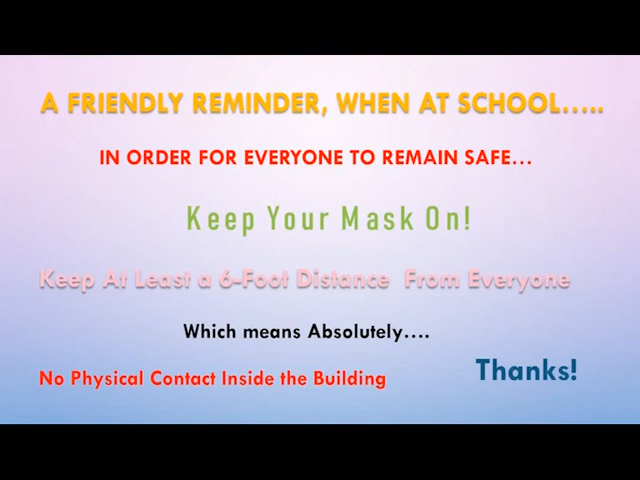 A FRIENDLY REMINDER, WHEN AT SCHOOL.....
IN ORDER FOR EVERYONE TO REMAIN SAFE...
Keep Your Mask On!
Keep At Least a 6-Foot Distance From Everyone
Which means Absolutely....
No Physical Contact Inside the Building
Thanks!